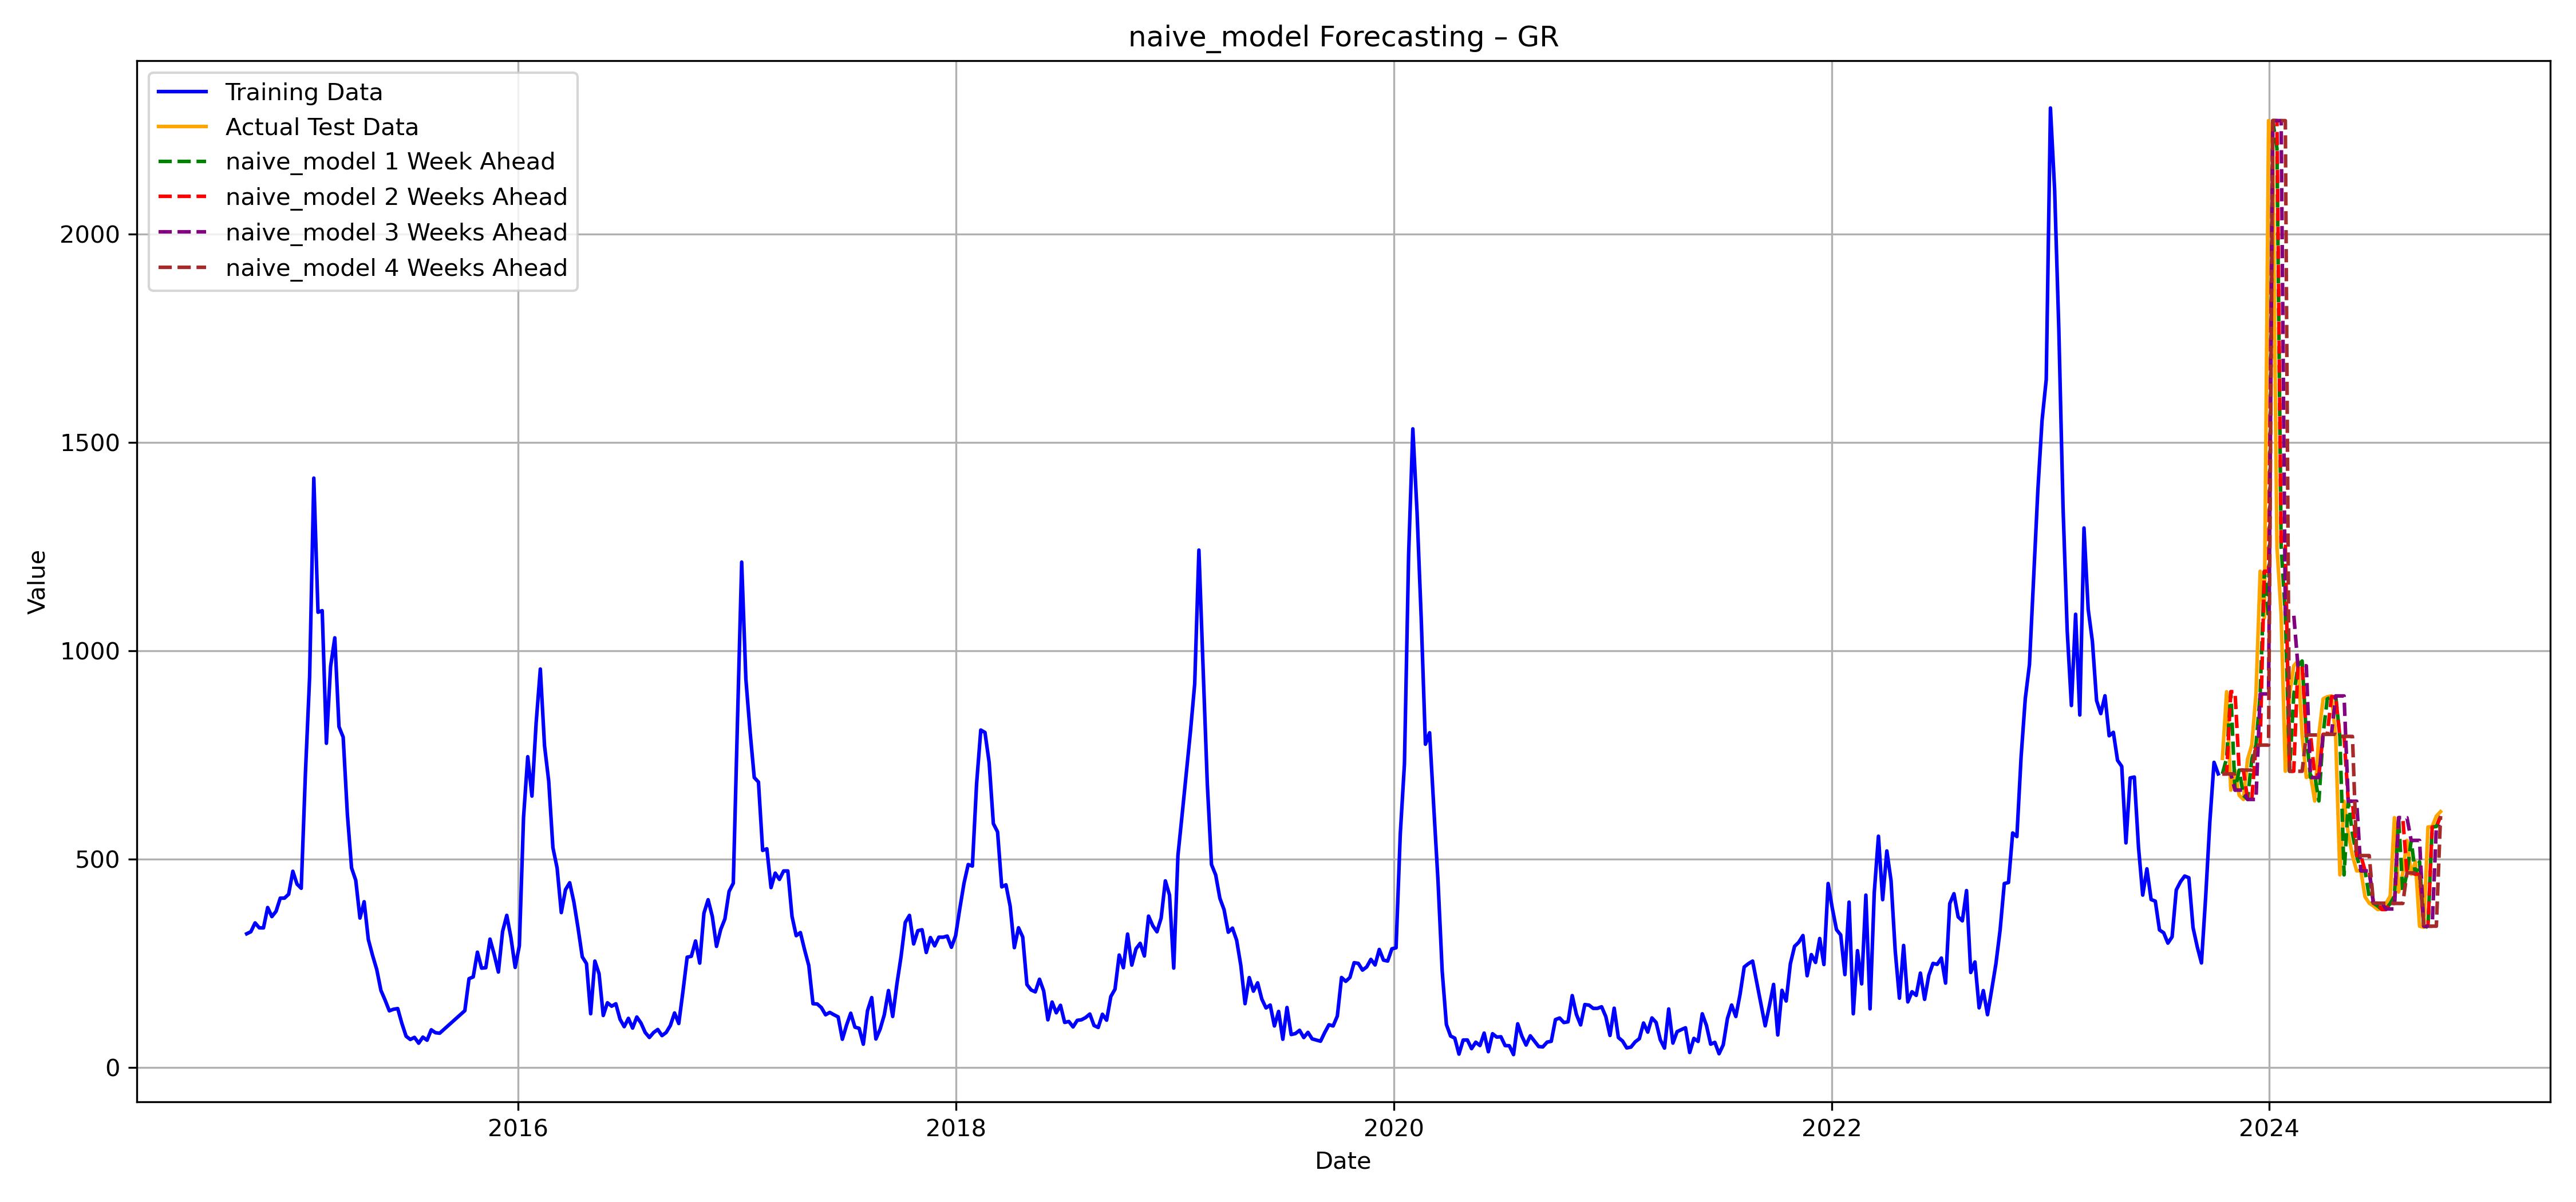 naive_model Forecasting – GR
Training Data
Actual Test Data
naive_model 1 Week Ahead
naive_model 2 Weeks Ahead
naive_model 3 Weeks Ahead
naive_model 4 Weeks Ahead
Value
2000
1500
1000
500
0
2016 2018 2020 2022 2024
Date